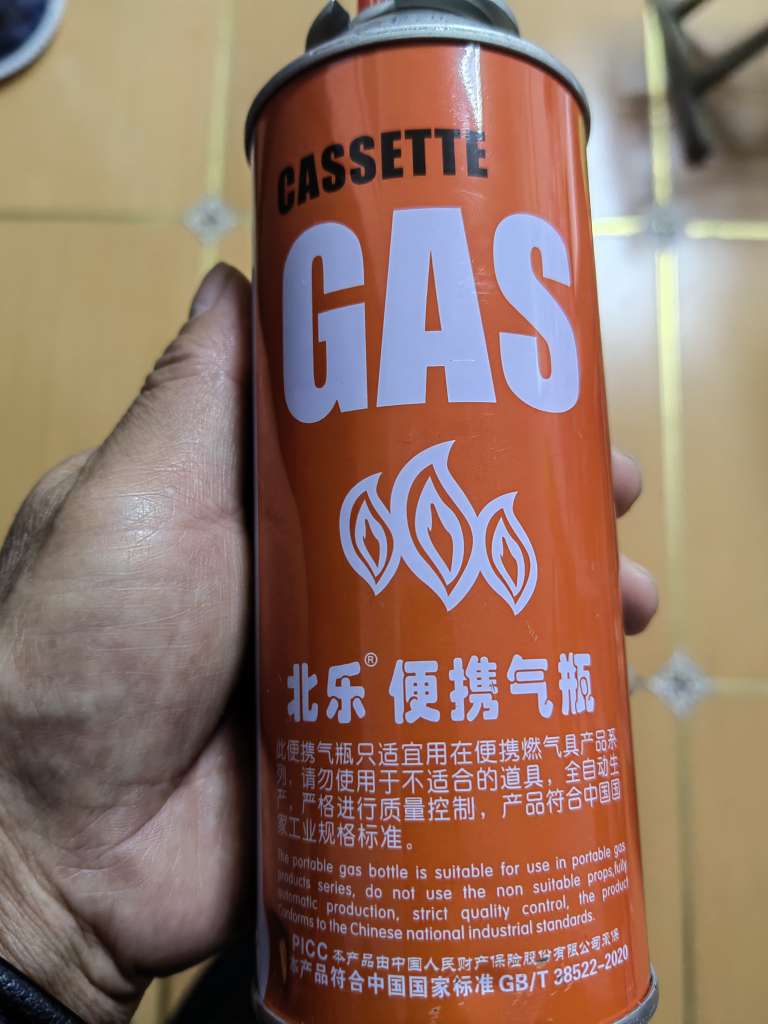 CASSETTE
GAS
北乐® 便携气瓶
此便携气瓶只适宜用在便携燃气具产品系
列，请勿使用于不适合的道具，全自动生
产，严格进行质量控制，产品符合中国国
家工业规格标准。
The portable gas bottle is suitable for use in portable gas
products series, do not use the non suitable props,fully
automatic production, strict quality control, the product
Conforms to the Chinese national industrial standards.
PICC 本产品由中国人民财产保险股份有限公司承保
本产品符合中国国家标准 GB/T 38522-2020